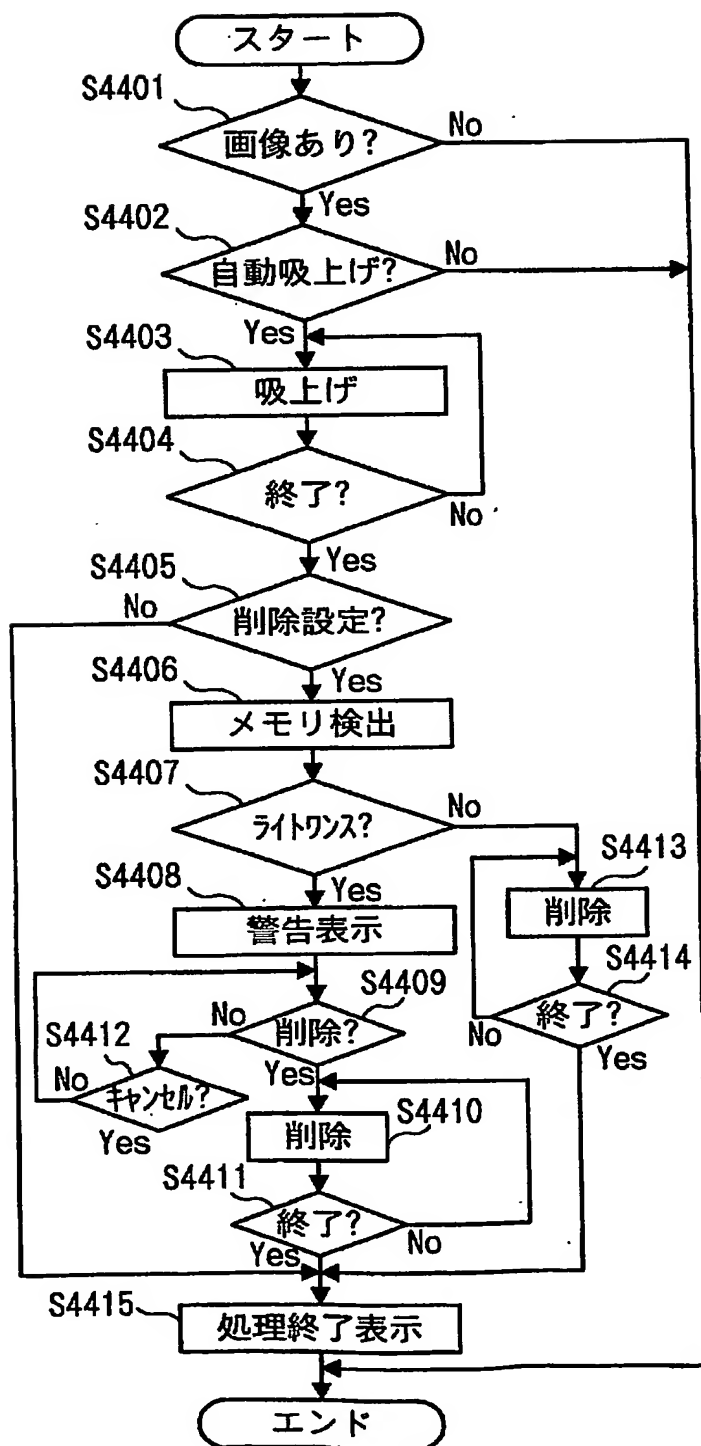 スタート
S4401
画像あり?
No
Yes
S4402
自動吸上げ?
No
Yes
S4403
吸上げ
S4404
終了?
No
Yes
S4405
No
削除設定?
Yes
S4406
メモリ検出
S4407
ライトワンス?
No
Yes
S4408
警告表示
S4413
削除
S4414
終了?
No
Yes
S4409
削除?
No
Yes
S4412
キャンセル?
No
Yes
S4410
削除
S4411
終了?
Yes
No
S4415
処理終了表示
エンド